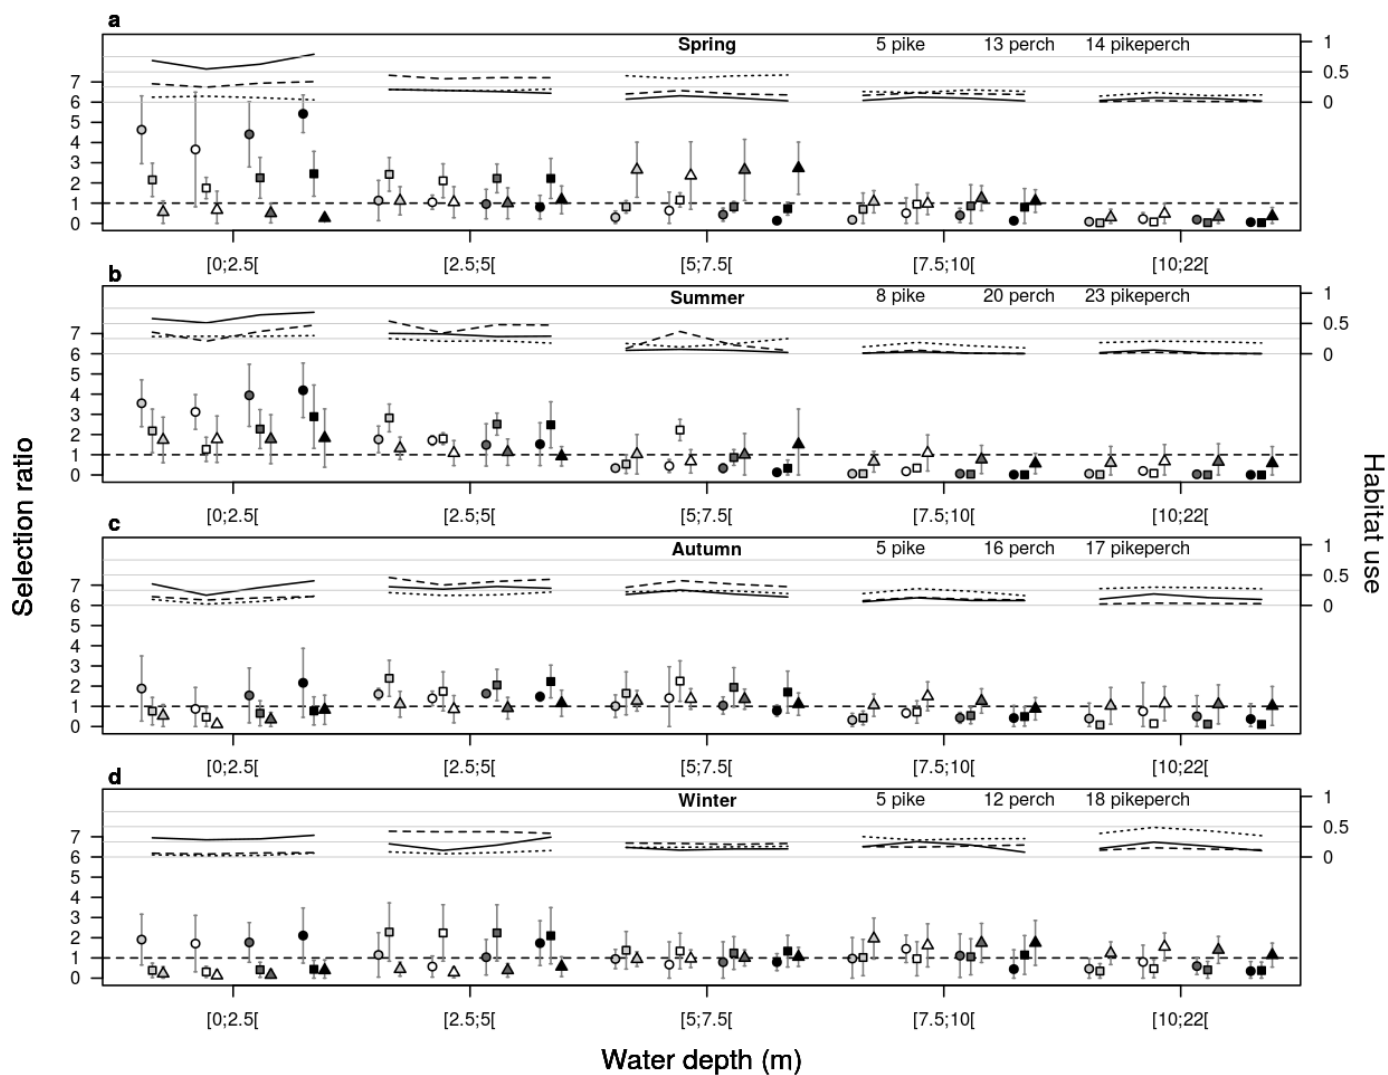 a
Spring 5 pike 13 perch 14 pikeperch
1
0.5
0
7
6
5
4
3
2
1
0
[0;2.5[ [2.5;5[ [5;7.5[ [7.5;10[ [10;22[
b
Summer 8 pike 20 perch 23 pikeperch
1
0.5
0
7
6
5
4
3
2
1
0
[0;2.5[ [2.5;5[ [5;7.5[ [7.5;10[ [10;22[
c
Autumn 5 pike 16 perch 17 pikeperch
1
0.5
0
7
6
5
4
3
2
1
0
[0;2.5[ [2.5;5[ [5;7.5[ [7.5;10[ [10;22[
d
Winter 5 pike 12 perch 18 pikeperch
1
0.5
0
7
6
5
4
3
2
1
0
[0;2.5[ [2.5;5[ [5;7.5[ [7.5;10[ [10;22[
Selection ratio
Habitat use
Water depth (m)